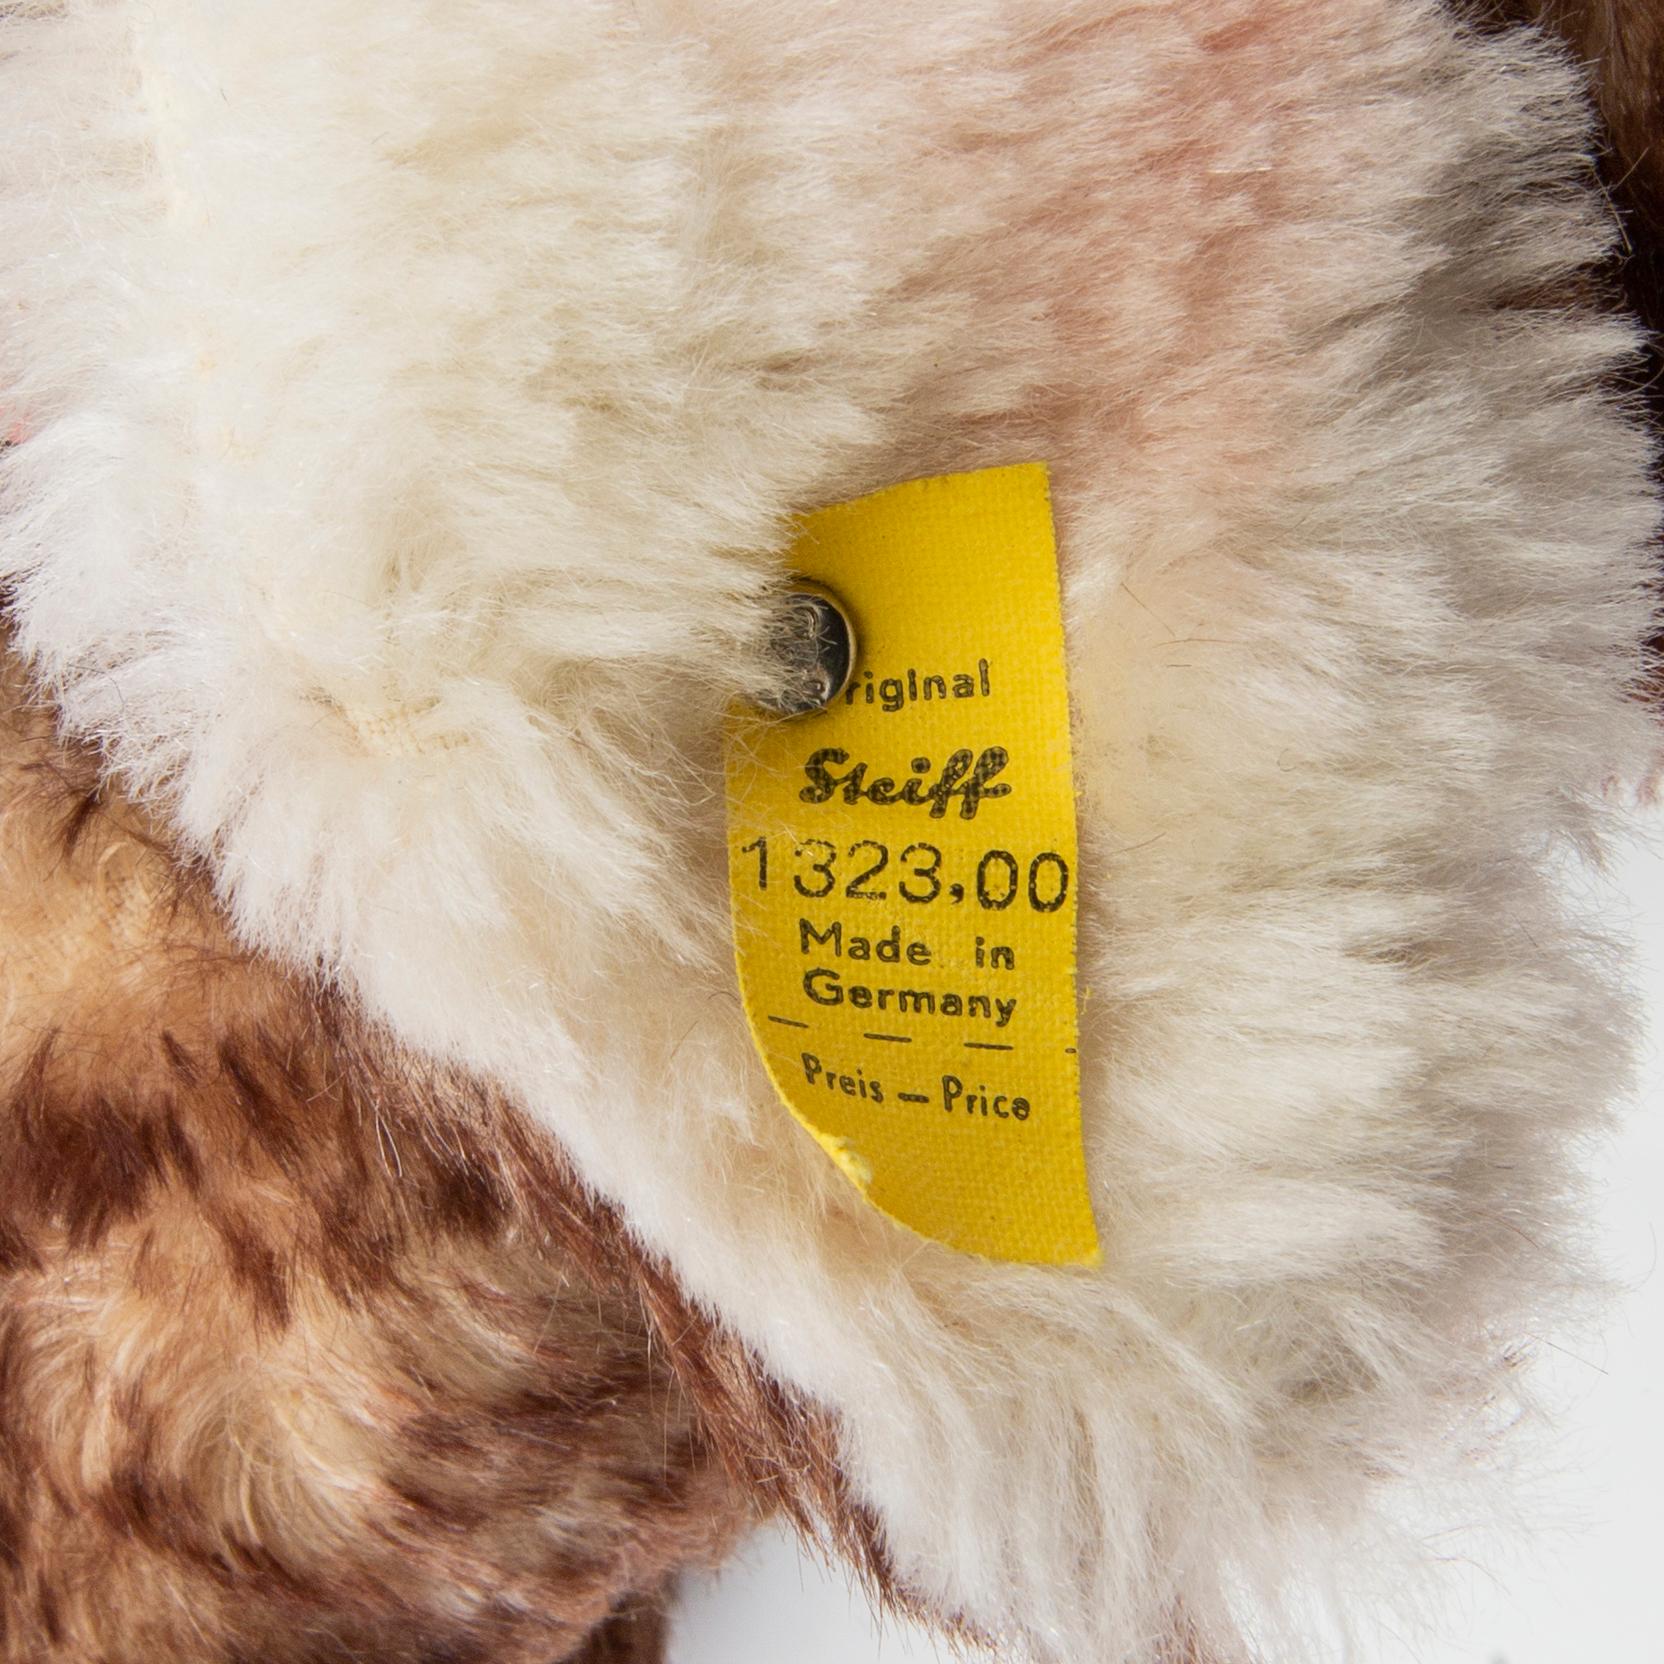 riginal
Steiff
1323,00
Made in
Germany
Preis — Price